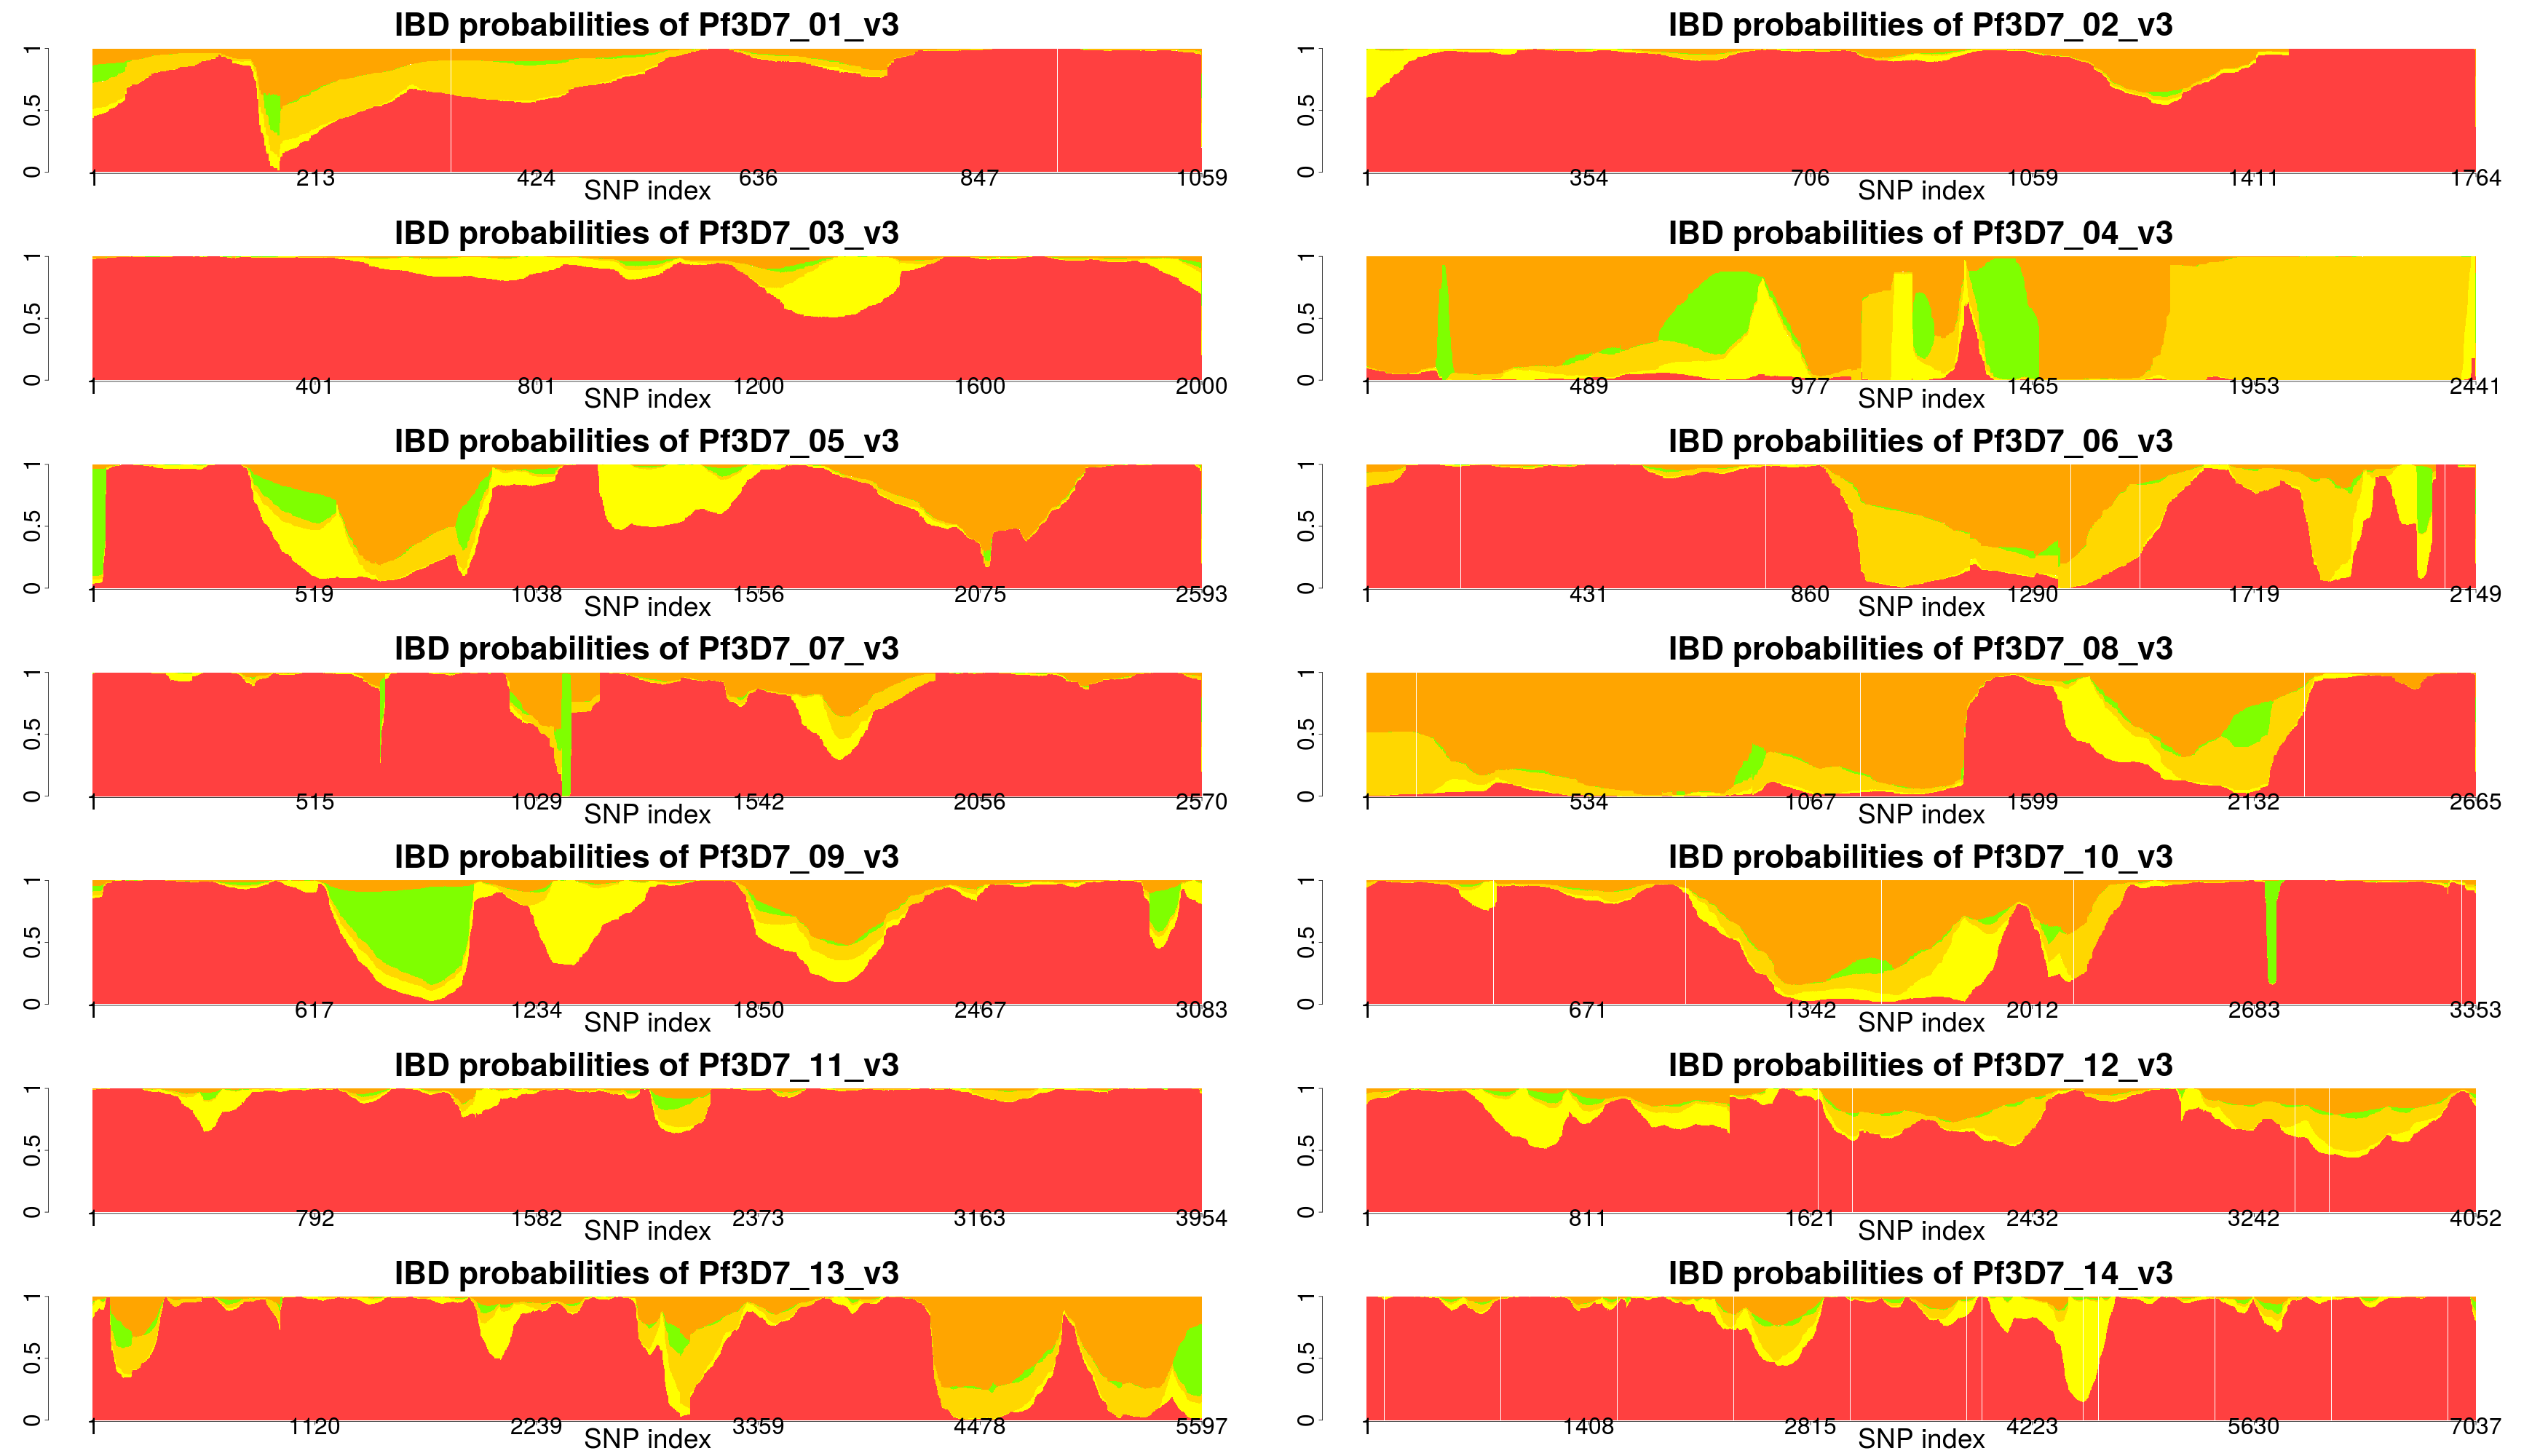 IBD probabilities of Pf3D7_01_v3
0 0.5 1
1 213 424 636 847 1059
SNP index
IBD probabilities of Pf3D7_02_v3
0 0.5 1
1 354 706 1059 1411 1764
SNP index
IBD probabilities of Pf3D7_03_v3
0 0.5 1
1 401 801 1200 1600 2000
SNP index
IBD probabilities of Pf3D7_04_v3
0 0.5 1
1 489 977 1465 1953 2441
SNP index
IBD probabilities of Pf3D7_05_v3
0 0.5 1
1 519 1038 1556 2075 2593
SNP index
IBD probabilities of Pf3D7_06_v3
0 0.5 1
1 431 860 1290 1719 2149
SNP index
IBD probabilities of Pf3D7_07_v3
0 0.5 1
1 515 1029 1542 2056 2570
SNP index
IBD probabilities of Pf3D7_08_v3
0 0.5 1
1 534 1067 1599 2132 2665
SNP index
IBD probabilities of Pf3D7_09_v3
0 0.5 1
1 617 1234 1850 2467 3083
SNP index
IBD probabilities of Pf3D7_10_v3
0 0.5 1
1 671 1342 2012 2683 3353
SNP index
IBD probabilities of Pf3D7_11_v3
0 0.5 1
1 792 1582 2373 3163 3954
SNP index
IBD probabilities of Pf3D7_12_v3
0 0.5 1
1 811 1621 2432 3242 4052
SNP index
IBD probabilities of Pf3D7_13_v3
0 0.5 1
1 1120 2239 3359 4478 5597
SNP index
IBD probabilities of Pf3D7_14_v3
0 0.5 1
1 1408 2815 4223 5630 7037
SNP index